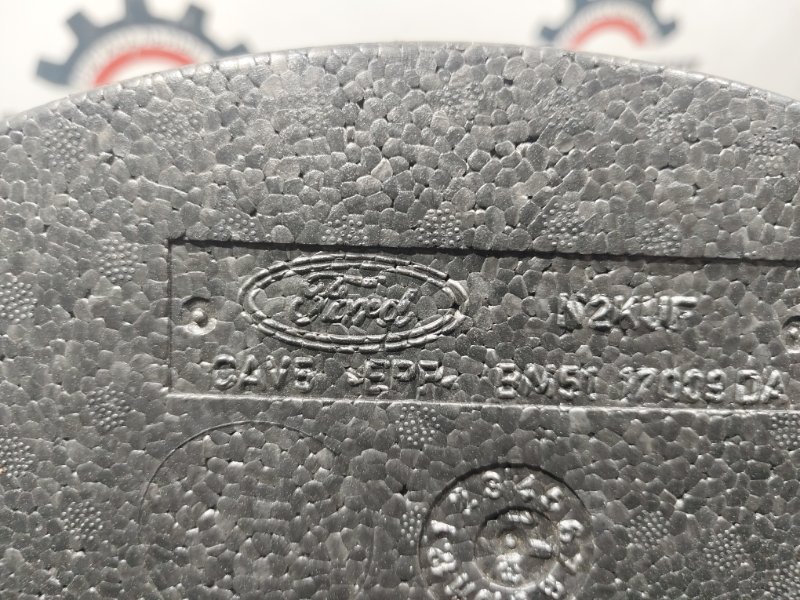 Ford N2KUF
CAV8 >EPP< BM51 17009 DA